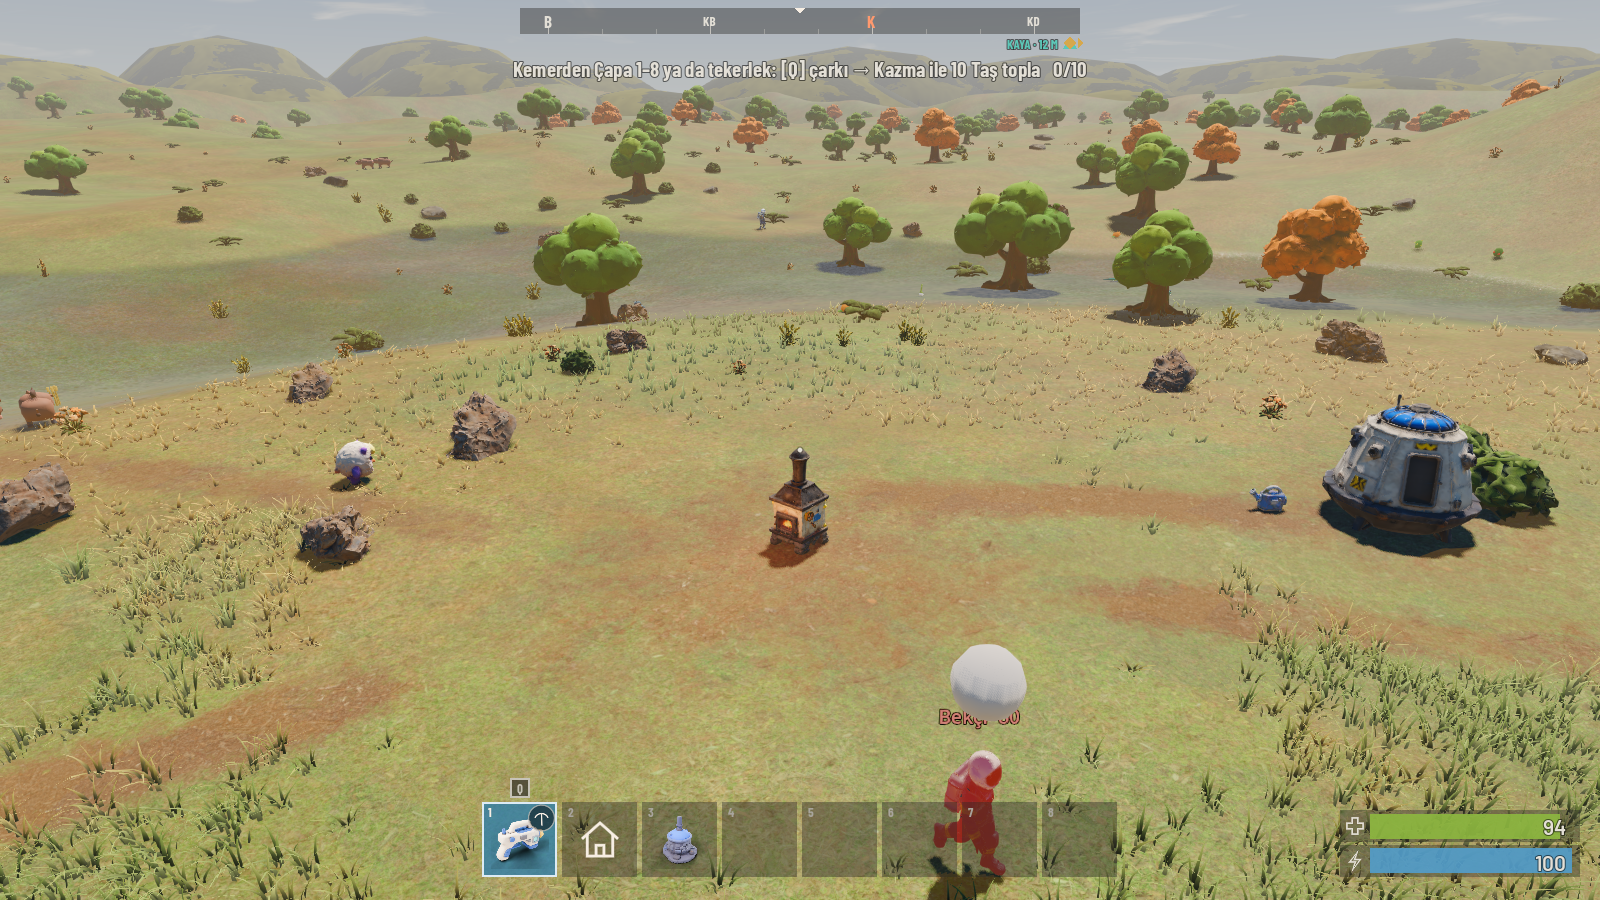 B KB K KD
KAYA · 12 M
Kemerden Çapa 1-8 ya da tekerlek: [Q] çarkı → Kazma ile 10 Taş topla 0/10
Q
1 2 3 4 5 6 7 8
94
100